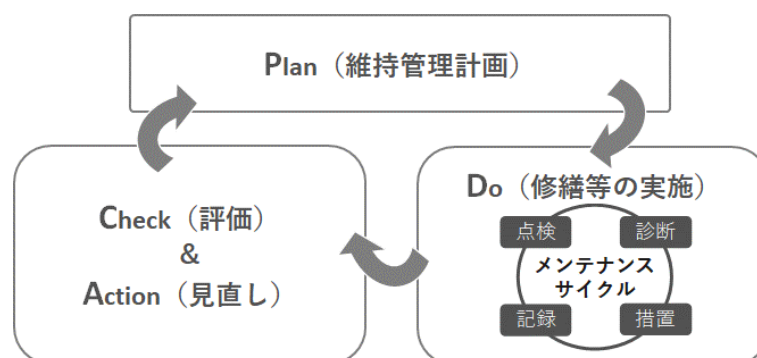 Plan（維持管理計画）
Do（修繕等の実施）
点検
診断
メンテナンス
サイクル
記録
措置
Check（評価）
&
Action（見直し）